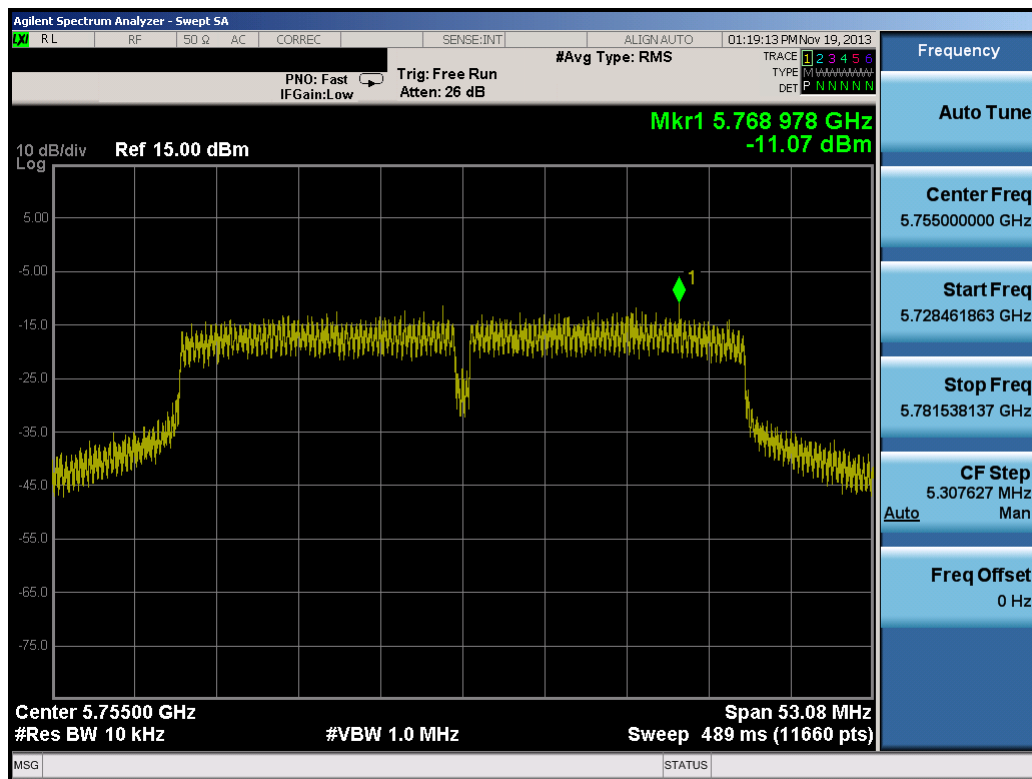 Agilent Spectrum Analyzer - Swept SA
LXI RL RF 50 Ω AC CORREC SENSE:INT ALIGN AUTO 01:19:13 PM Nov 19, 2013
Frequency
PNO: Fast
IFGain:Low
Trig: Free Run
Atten: 26 dB
#Avg Type: RMS
TRACE 1 2 3 4 5 6
TYPE M WWWWW
DET P N N N N N
Mkr1 5.768 978 GHz
-11.07 dBm
10 dB/div Ref 15.00 dBm
Log
5.00
-5.00
-15.0
-25.0
-35.0
-45.0
-55.0
-65.0
-75.0
1
Center 5.75500 GHz Span 53.08 MHz
#Res BW 10 kHz #VBW 1.0 MHz Sweep 489 ms (11660 pts)
MSG STATUS
Auto Tune
Center Freq
5.755000000 GHz
Start Freq
5.728461863 GHz
Stop Freq
5.781538137 GHz
CF Step
5.307627 MHz
Auto Man
Freq Offset
0 Hz